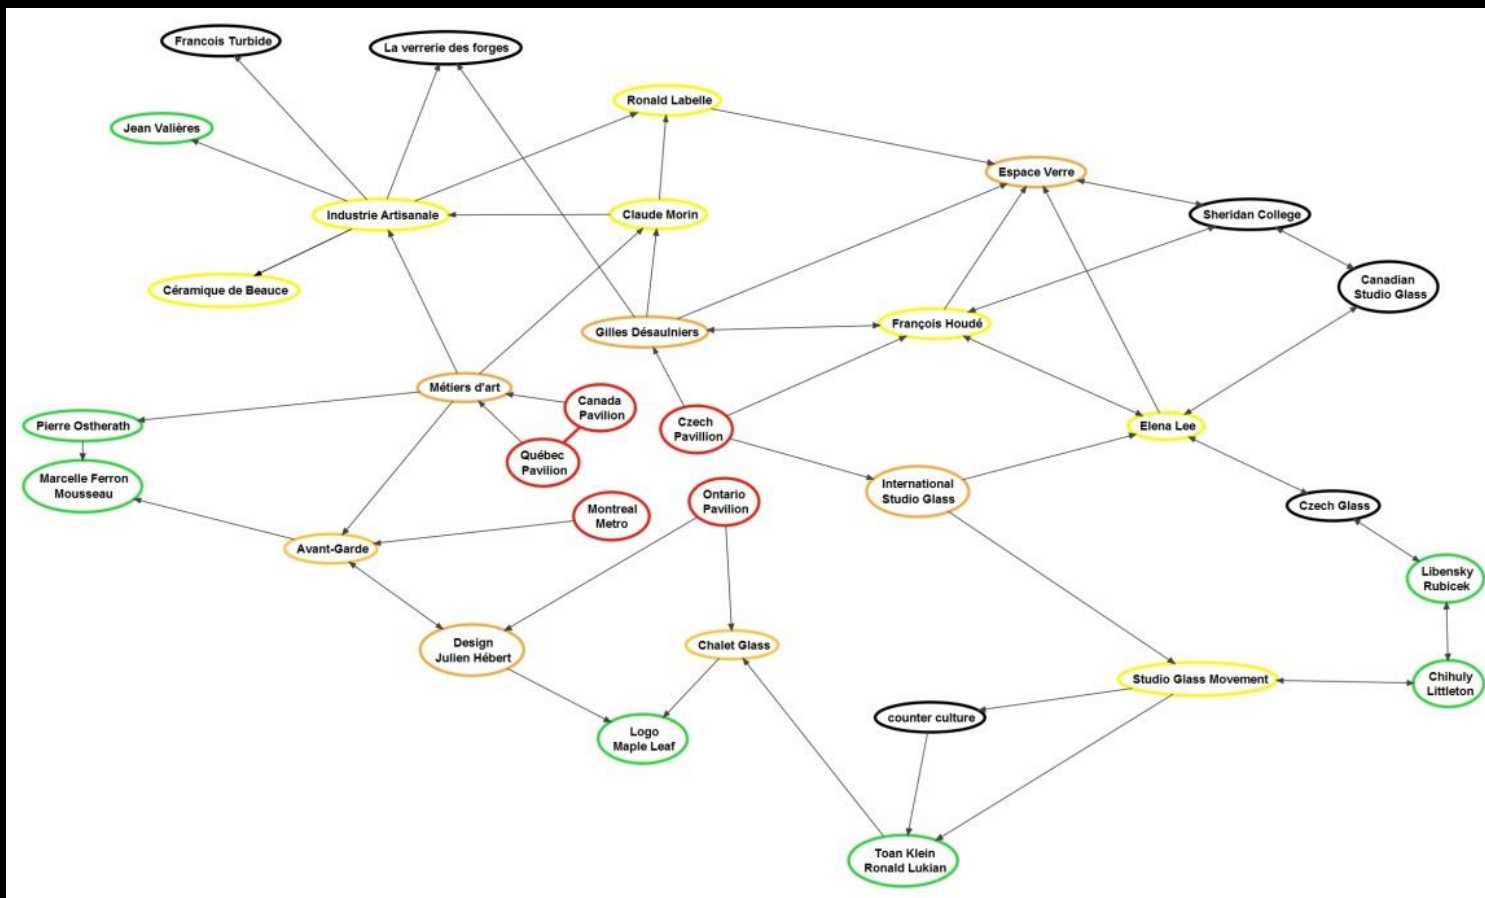 Francois Turbide
La verrerie des forges
Ronald Labelle
Jean Valières
Espace Verre
Industrie Artisanale
Claude Morin
Sheridan College
Céramique de Beauce
Canadian
Studio Glass
Gilles Désaulniers
François Houdé
Métiers d'art
Canada
Pavilion
Pierre Ostherath
Czech
Pavillion
Elena Lee
Québec
Pavilion
Marcelle Ferron
Mousseau
International
Studio Glass
Ontario
Pavilion
Montreal
Metro
Czech Glass
Avant-Garde
Libensky
Rubicek
Design
Julien Hébert
Chalet Glass
Studio Glass Movement
Chihuly
Littleton
counter culture
Logo
Maple Leaf
Toan Klein
Ronald Lukian